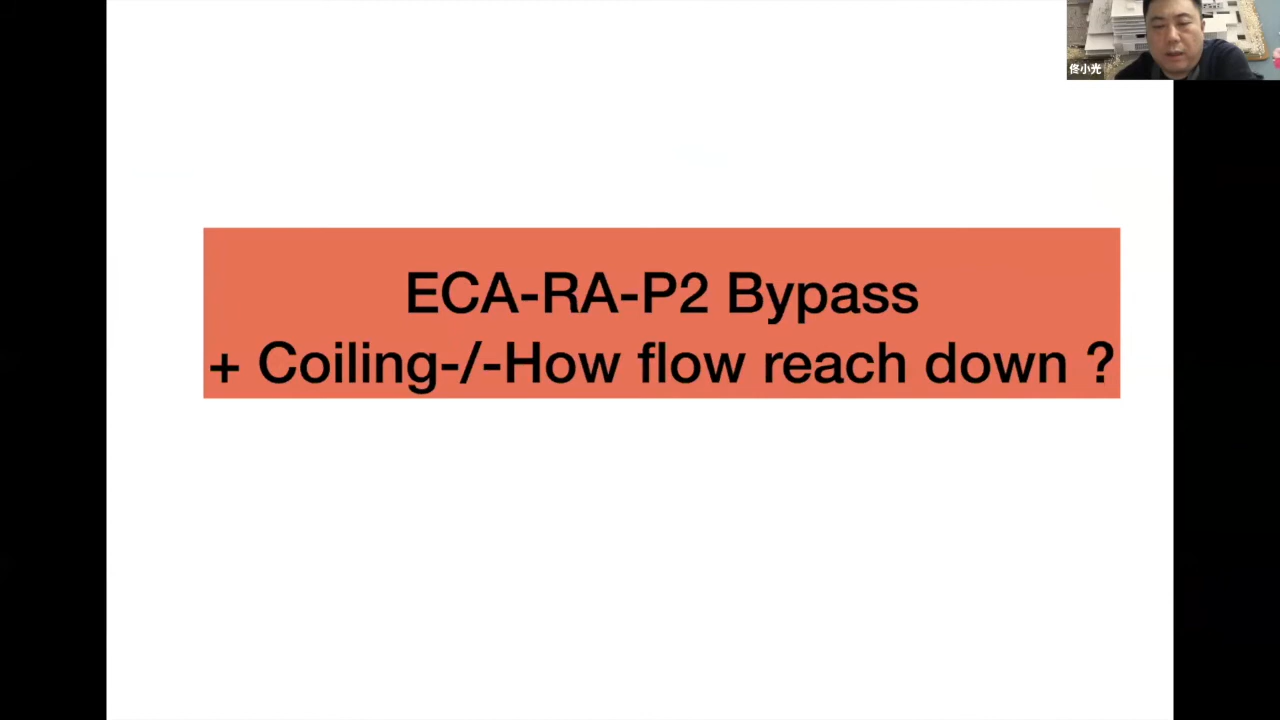 佟小光
ECA-RA-P2 Bypass
+ Coiling-/-How flow reach down ?